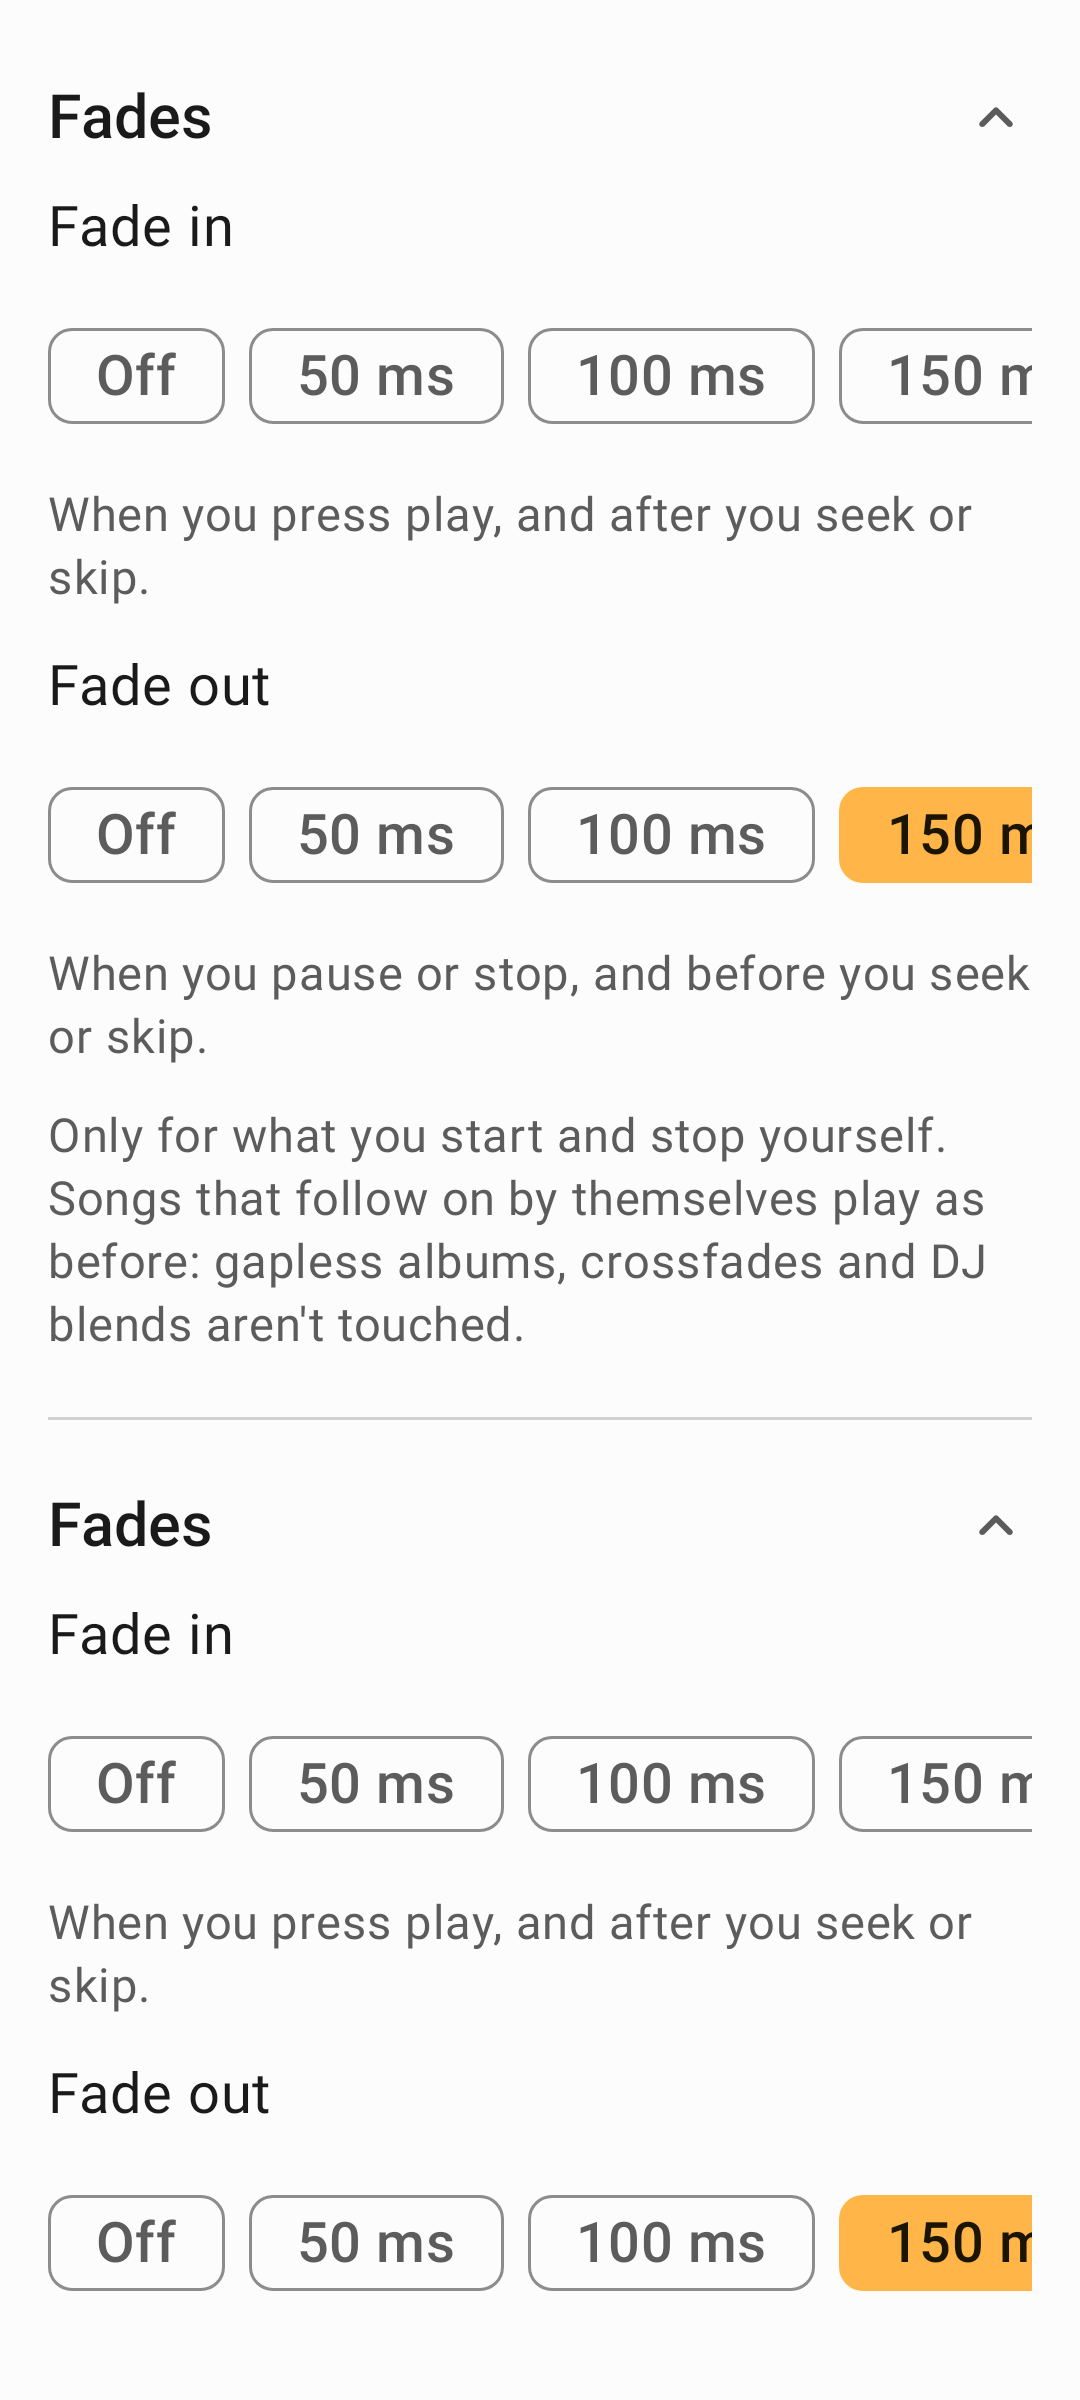 Fades
Fade in
Off 50 ms 100 ms 150 m
When you press play, and after you seek or
skip.
Fade out
Off 50 ms 100 ms 150 m
When you pause or stop, and before you seek
or skip.
Only for what you start and stop yourself.
Songs that follow on by themselves play as
before: gapless albums, crossfades and DJ
blends aren't touched.
Fades
Fade in
Off 50 ms 100 ms 150 m
When you press play, and after you seek or
skip.
Fade out
Off 50 ms 100 ms 150 m